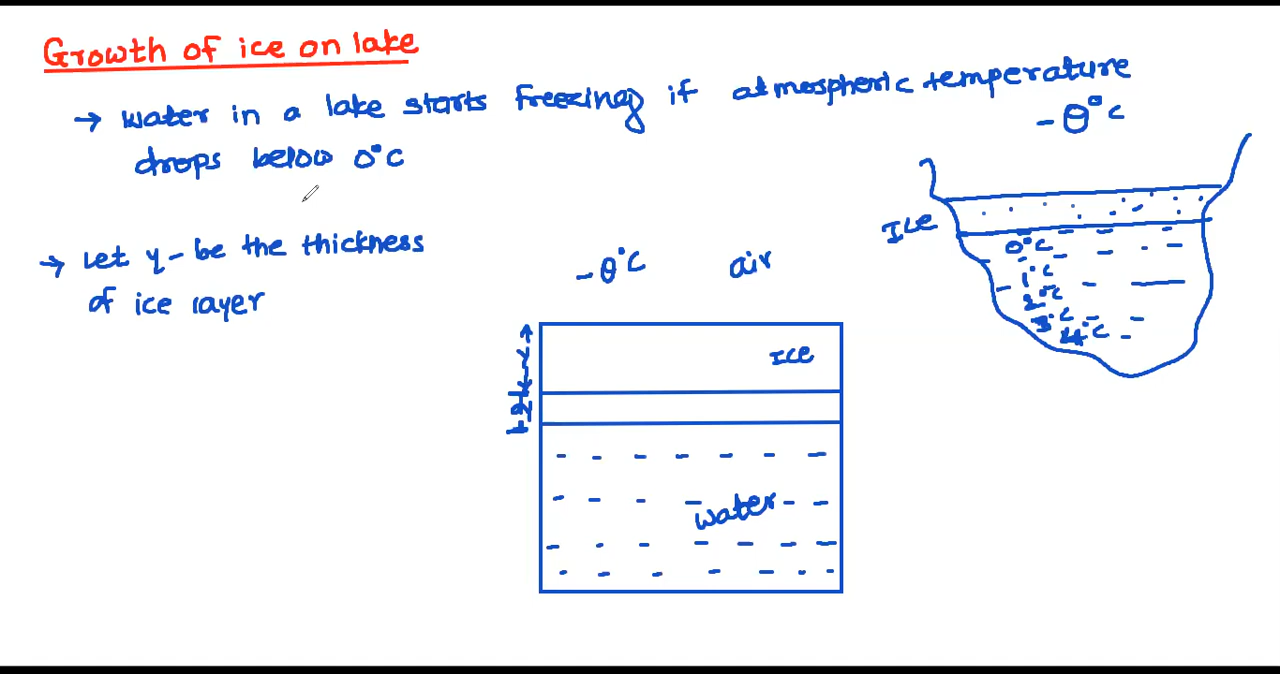 Growth of ice on lake
→ water in a lake starts freezing if atmospheric temperature
drops below 0°C
-θ°C
→ Let y- be the thickness
of ice layer
-θ°C air
Ice
0°C
1°C
2°C
3°C
4°C
Ice
water